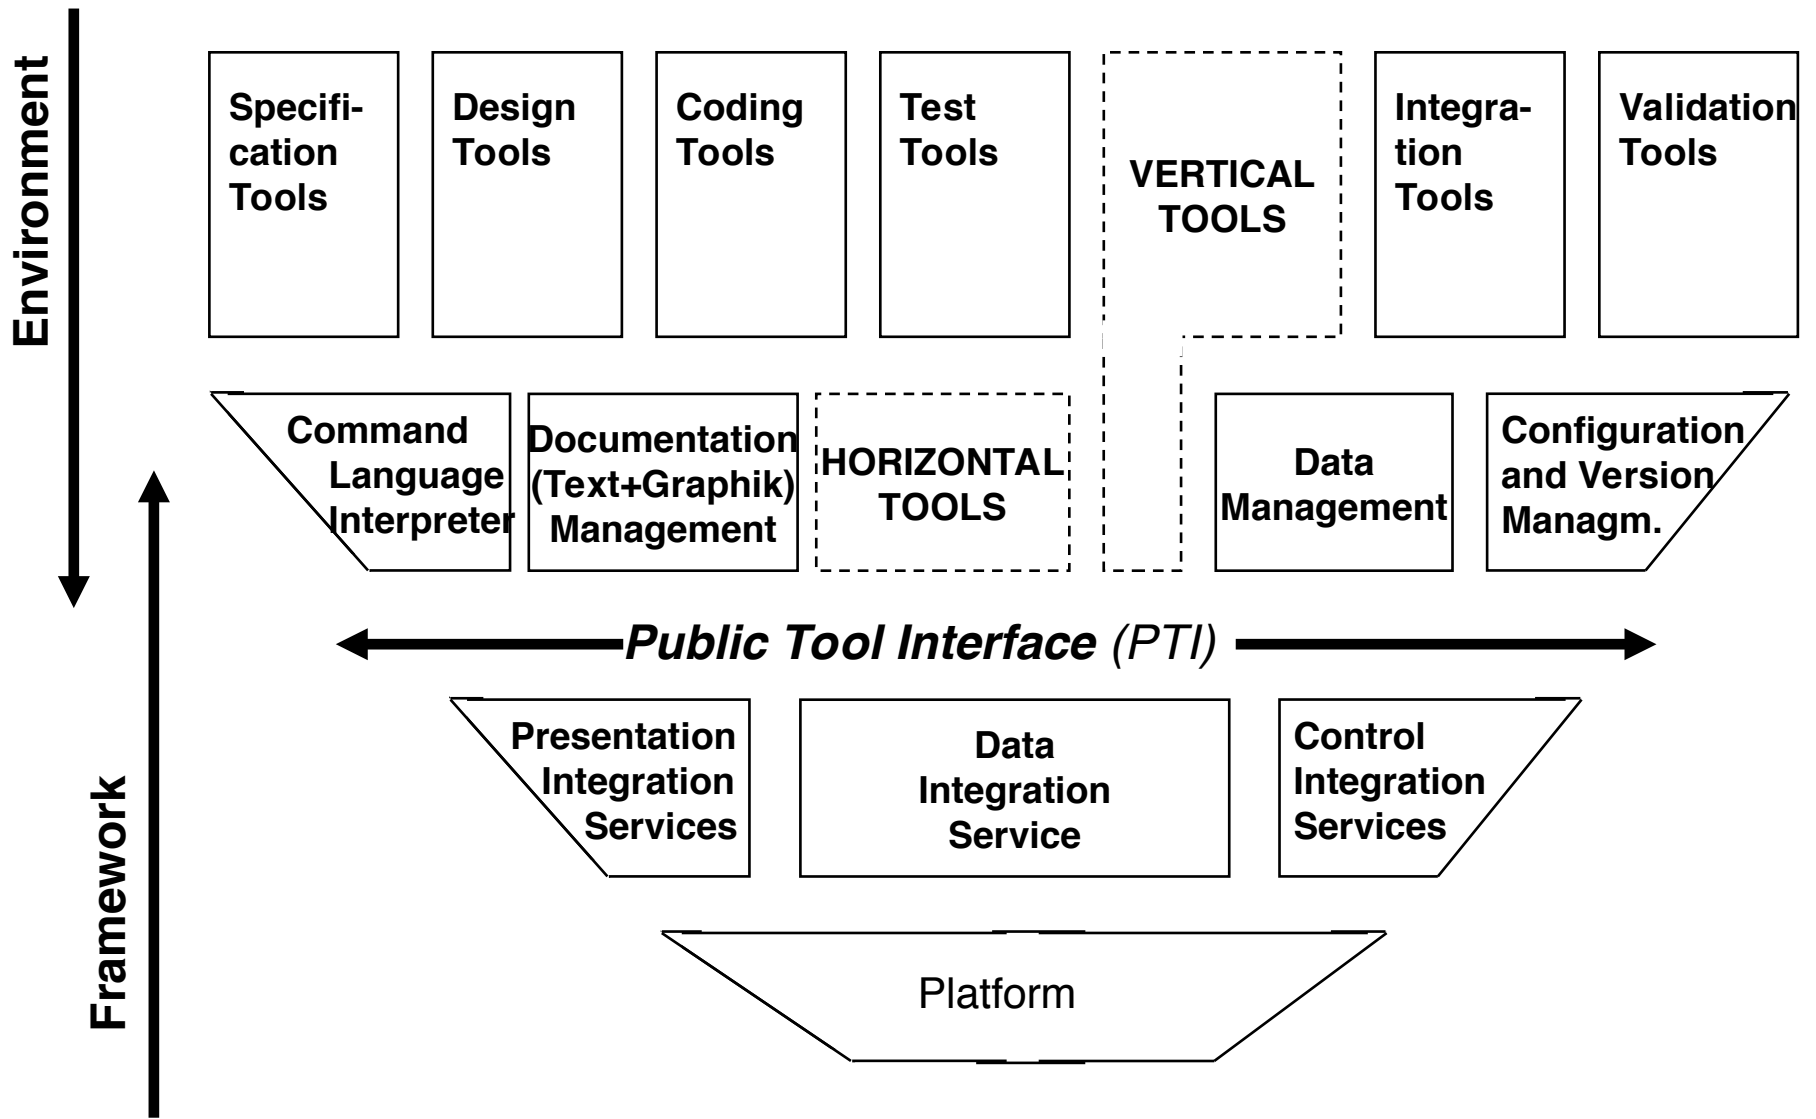 Environment
Specifi-
cation
Tools
Design
Tools
Coding
Tools
Test
Tools
VERTICAL
TOOLS
Integra-
tion
Tools
Validation
Tools
Command
Language
Interpreter
Documentation
(Text+Graphik)
Management
HORIZONTAL
TOOLS
Data
Management
Configuration
and Version
Managm.
Public Tool Interface (PTI)
Framework
Presentation
Integration
Services
Data
Integration
Service
Control
Integration
Services
Platform